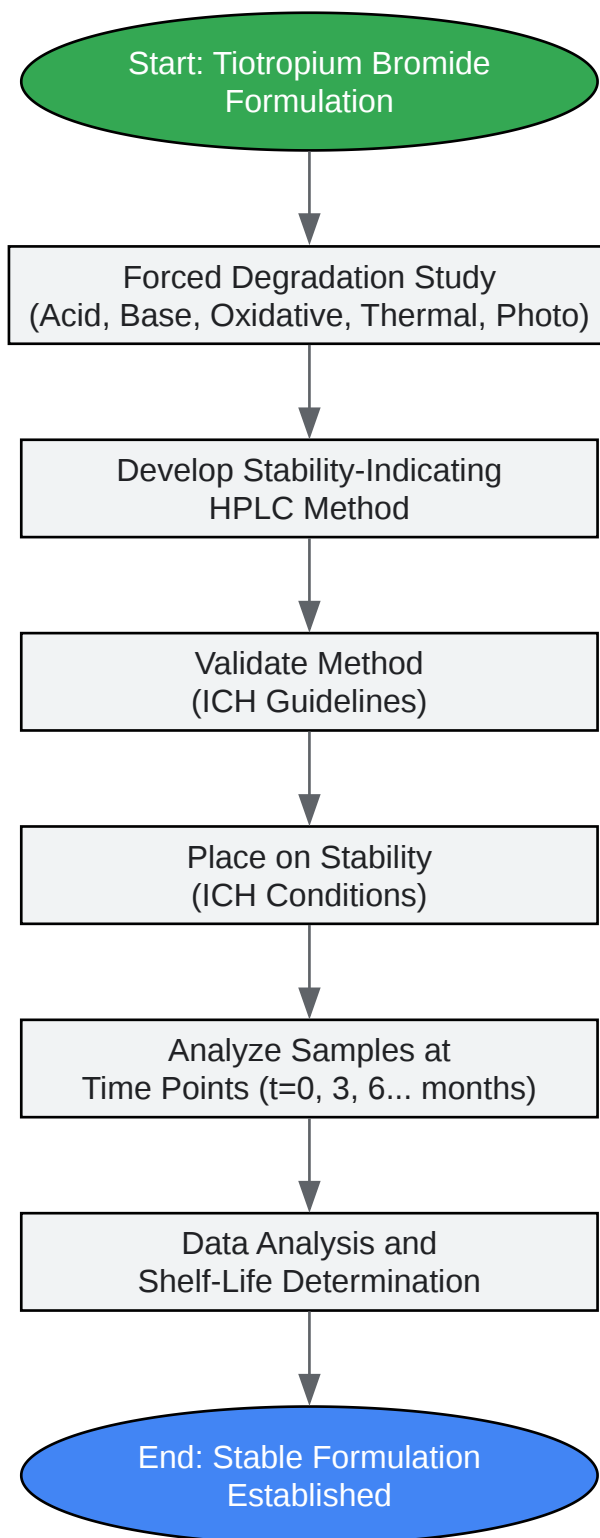 Start: Tiotropium Bromide
Formulation
Forced Degradation Study
(Acid, Base, Oxidative, Thermal, Photo)
Develop Stability-Indicating
HPLC Method
Validate Method
(ICH Guidelines)
Place on Stability
(ICH Conditions)
Analyze Samples at
Time Points (t=0, 3, 6... months)
Data Analysis and
Shelf-Life Determination
End: Stable Formulation
Established